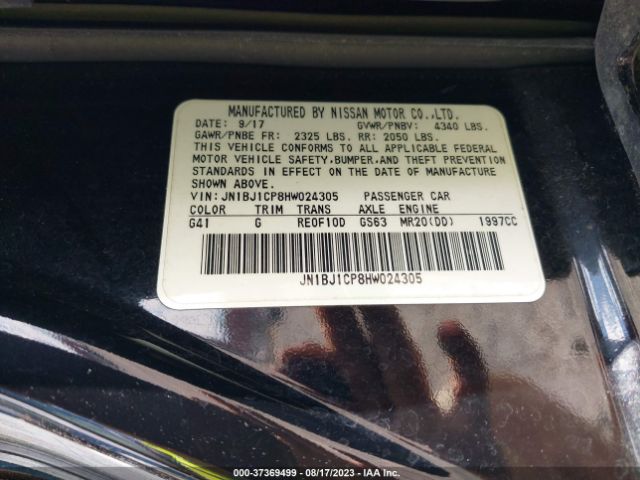 MANUFACTURED BY NISSAN MOTOR CO.,LTD.
DATE: 9/17 GVWR/PNBV: 4340 LBS.
GAWR/PNBE FR: 2325 LBS. RR: 2050 LBS.
THIS VEHICLE CONFORMS TO ALL APPLICABLE FEDERAL
MOTOR VEHICLE SAFETY,BUMPER,AND THEFT PREVENTION
STANDARDS IN EFFECT ON THE DATE OF MANUFACTURE
SHOWN ABOVE.
VIN: JN1BJ1CP8HW024305 PASSENGER CAR
COLOR TRIM TRANS AXLE ENGINE
G41 G RE0F10D GS63 MR20(DD) 1997CC
JN1BJ1CP8HW024305
000-37369499 - 08/17/2023 - IAA Inc.